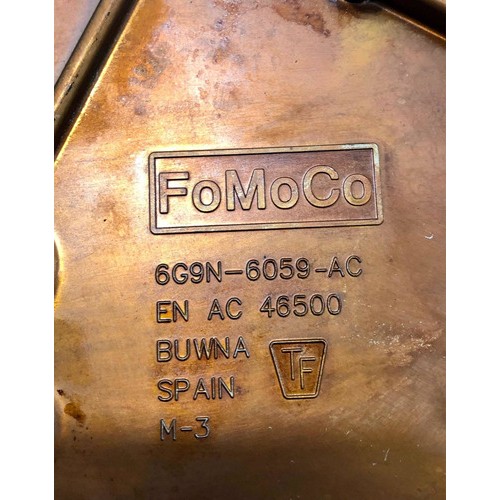 FoMoCo
6G9N-6059-AC
EN AC 46500
BUWNA
TF
SPAIN
M-3